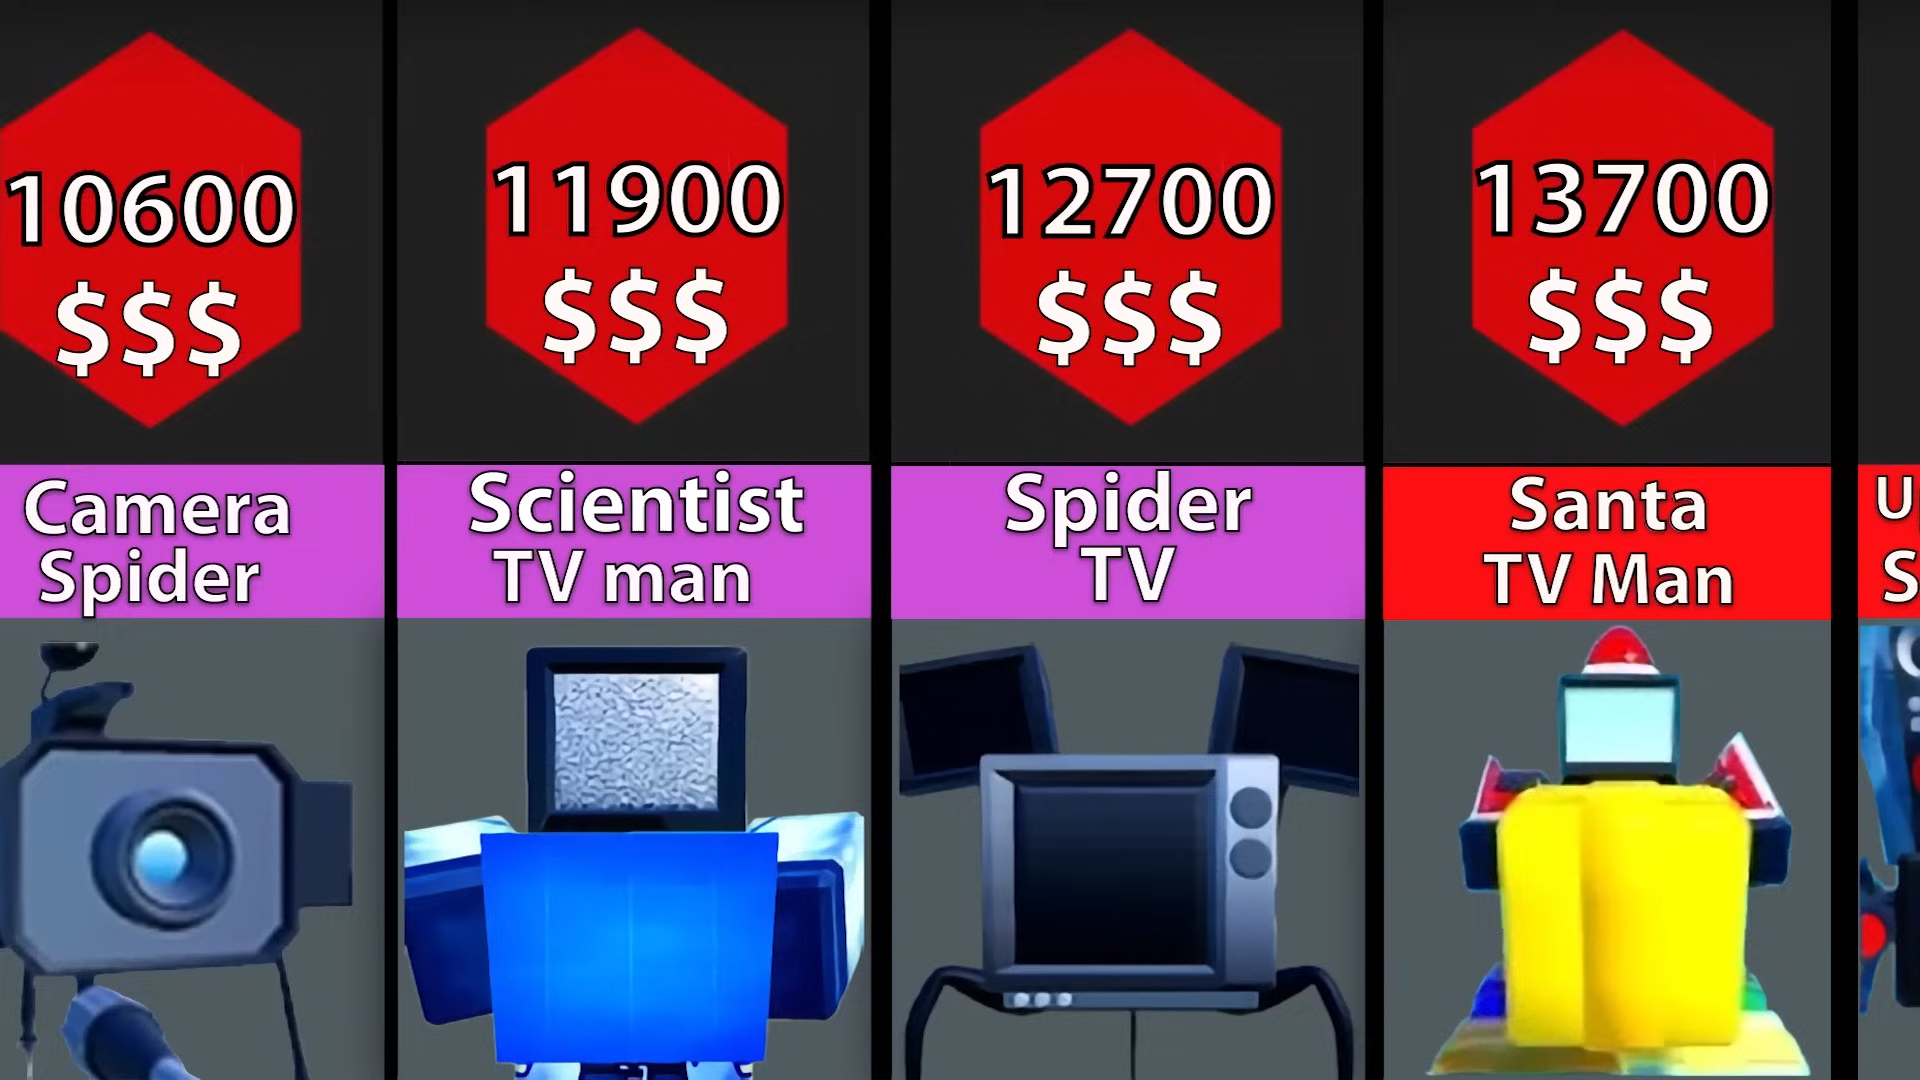 10600
$$$
Camera
Spider
11900
$$$
Scientist
TV man
12700
$$$
Spider
TV
13700
$$$
Santa
TV Man